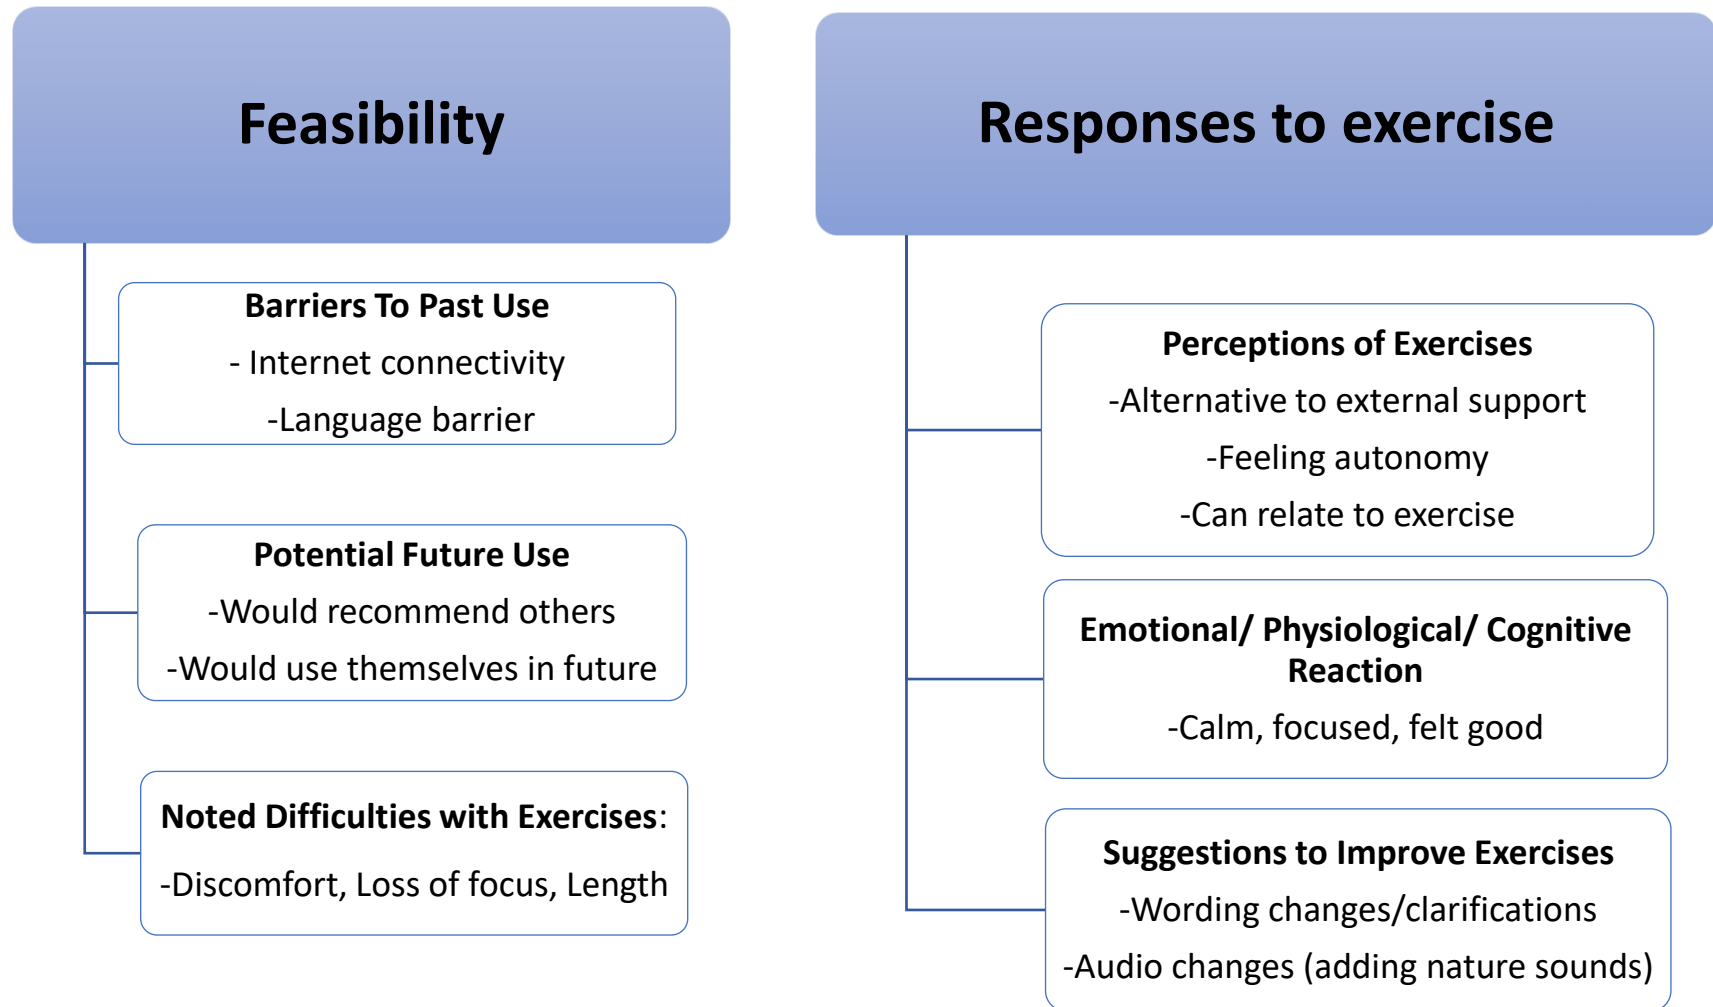 Feasibility
Barriers To Past Use
- Internet connectivity
-Language barrier
Potential Future Use
-Would recommend others
-Would use themselves in future
Noted Difficulties with Exercises:
-Discomfort, Loss of focus, Length
Responses to exercise
Perceptions of Exercises
-Alternative to external support
-Feeling autonomy
-Can relate to exercise
Emotional/ Physiological/ Cognitive
Reaction
-Calm, focused, felt good
Suggestions to Improve Exercises
-Wording changes/clarifications
-Audio changes (adding nature sounds)